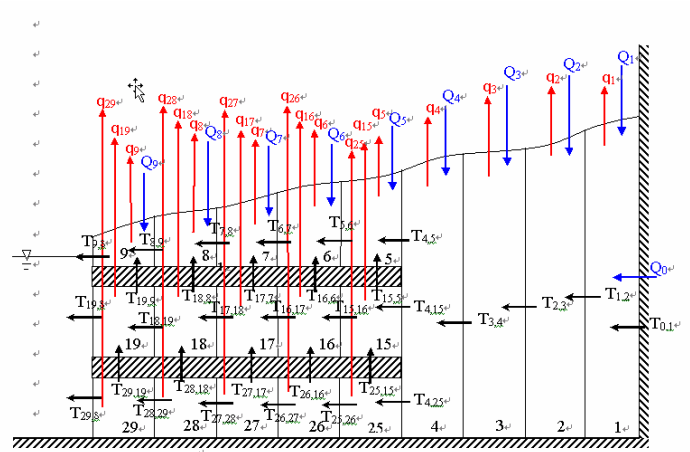 Q1
Q2
Q3
Q4
q1
q2
q3
q4
q29
q28
q27
q26
q19
q18
q17
q16
q5
q15
Q5
q9
q8
Q8
q7
Q7
q6
Q6
q25
Q9
T9,8
T8,9
T7,8
T6,7
T5,6
T4,5
9
8
7
6
5
Q0
T19,8
T19,9
T18,8
T17,7
T16,6
T15,5
T18,19
T17,18
T16,17
T15,16
T4,15
T3,4
T2,3
T1,2
T0,1
19
18
17
16
15
T29,19
T28,18
T27,17
T26,16
T25,15
T29,8
T28,29
T27,28
T26,27
T25,26
T4,25
29
28
27
26
25
4
3
2
1